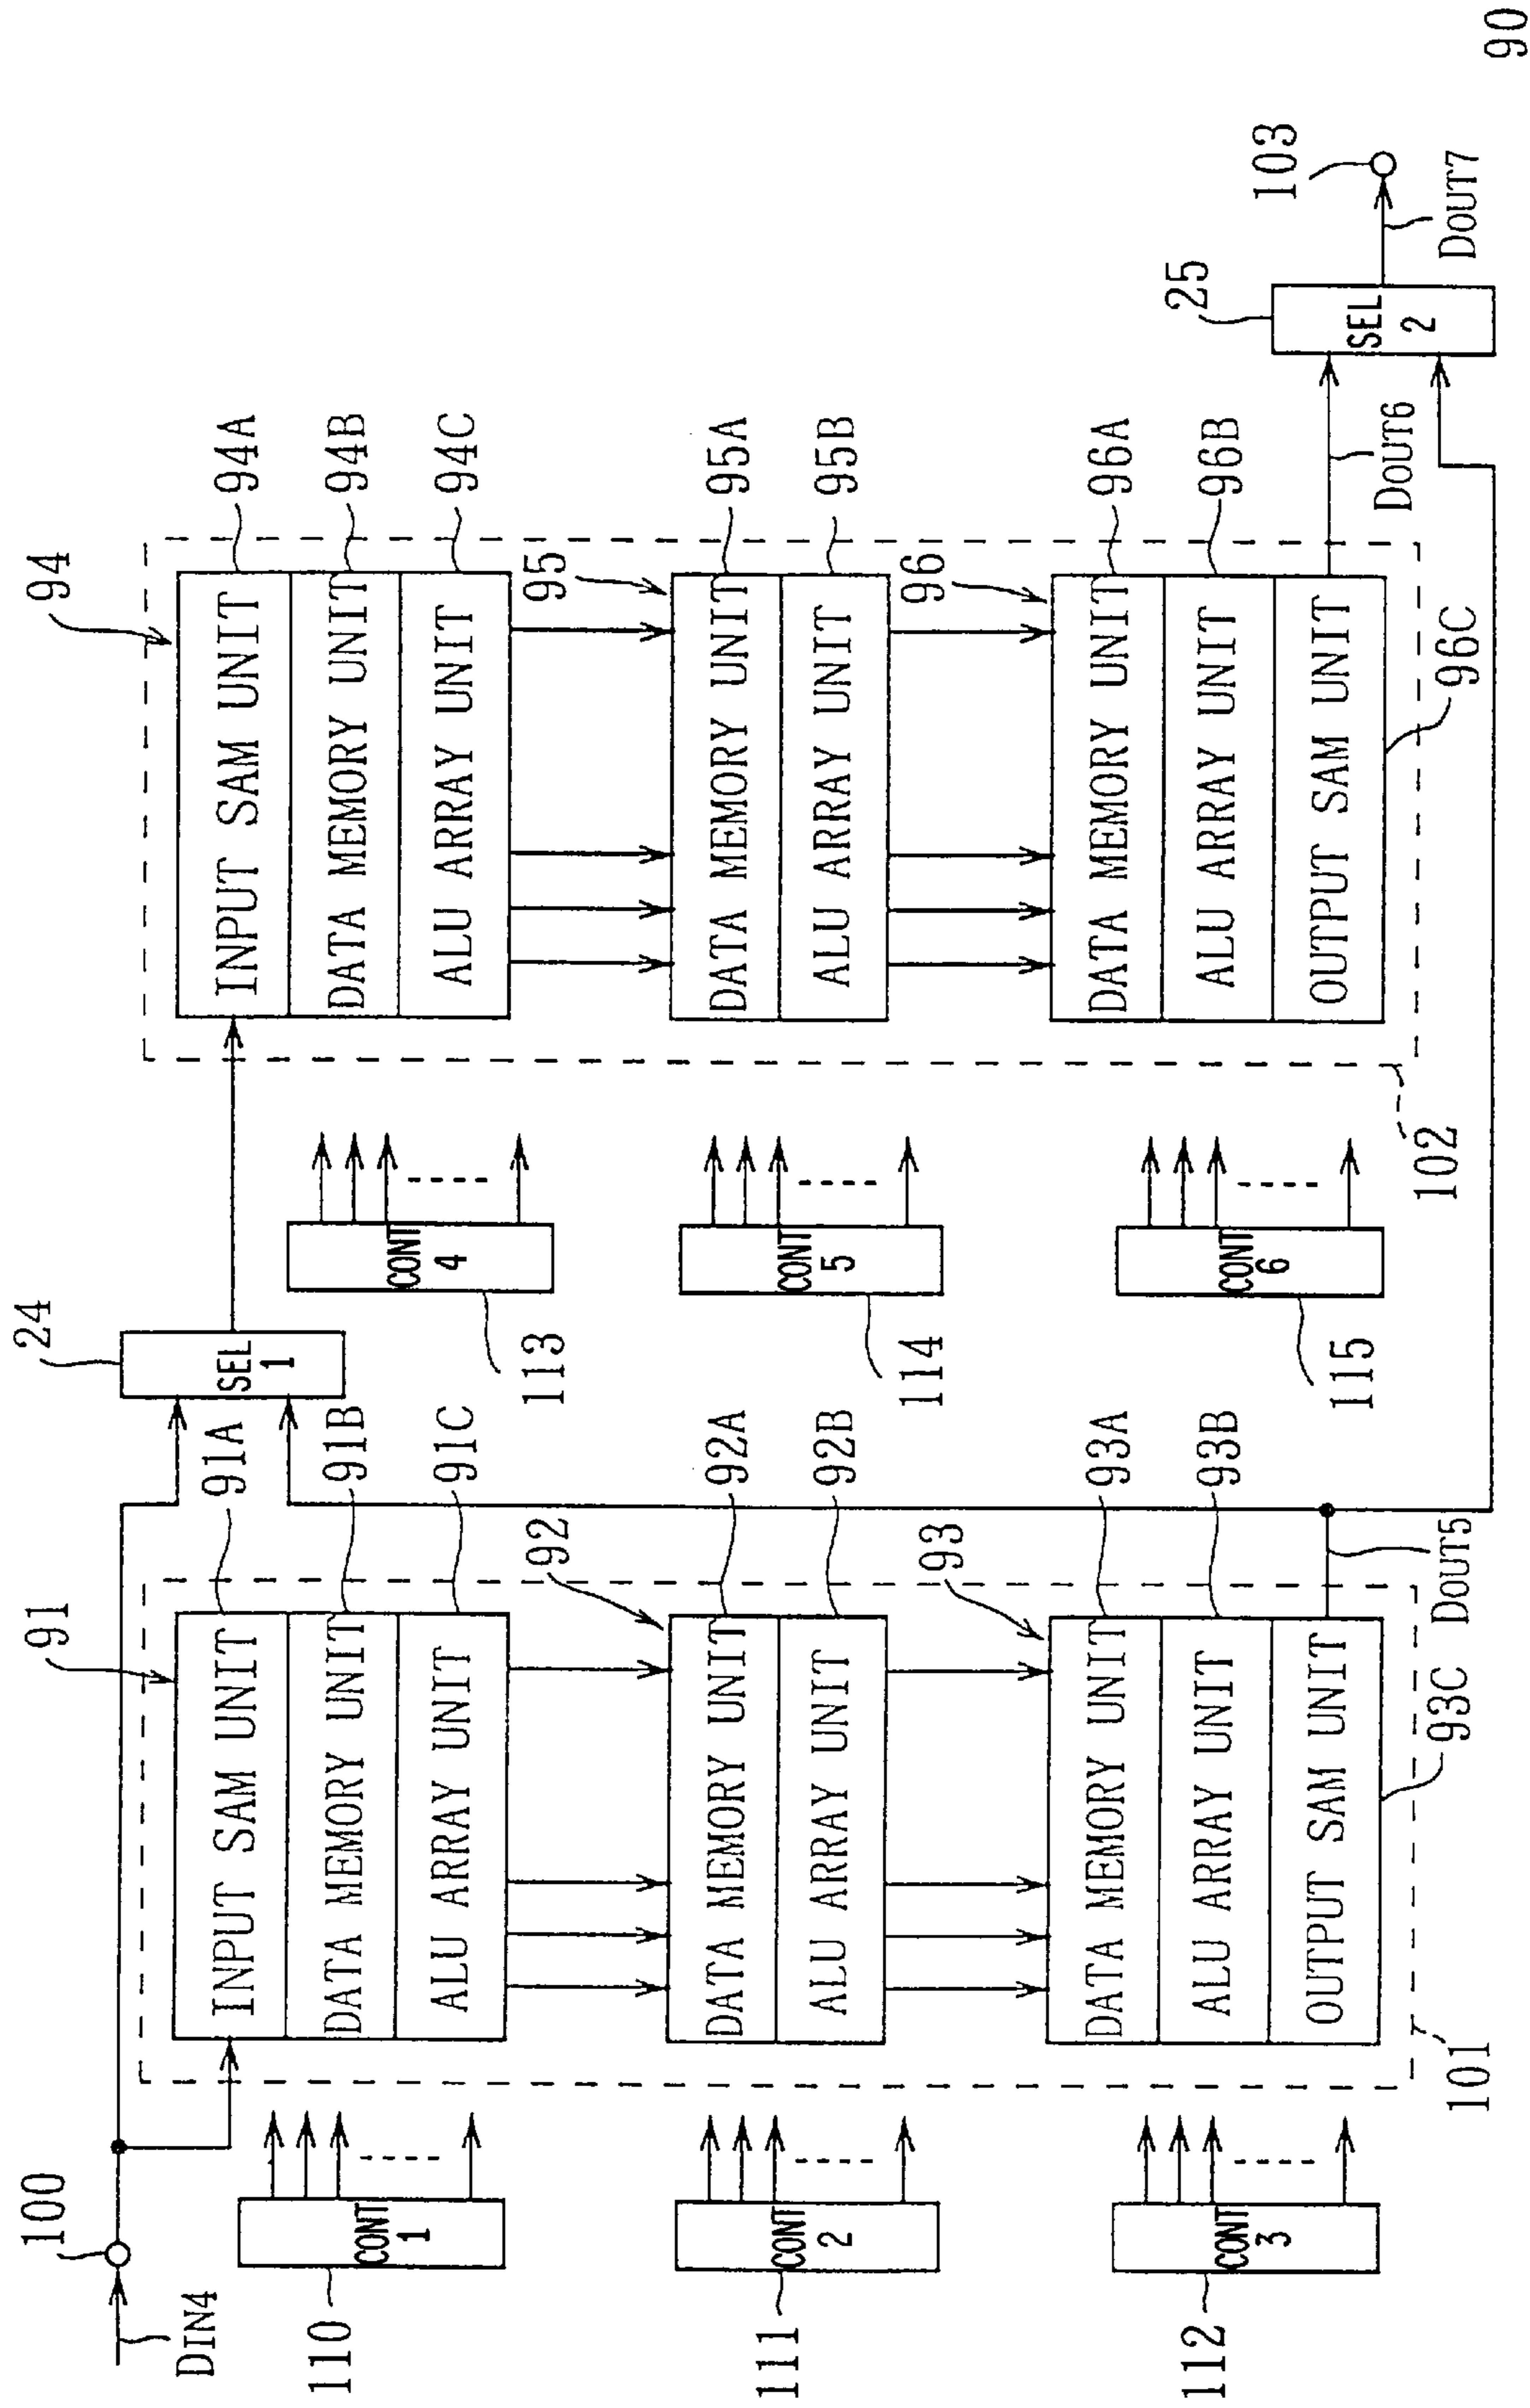 DIN4
100
110
CONT 1
111
CONT 2
112
CONT 3
91
INPUT SAM UNIT
91A
DATA MEMORY UNIT
91B
ALU ARRAY UNIT
91C
92
DATA MEMORY UNIT
92A
ALU ARRAY UNIT
92B
93
DATA MEMORY UNIT
93A
ALU ARRAY UNIT
93B
OUTPUT SAM UNIT
93C
101
DOUT5
24
SEL 1
113
CONT 4
114
CONT 5
115
CONT 6
94
INPUT SAM UNIT
94A
DATA MEMORY UNIT
94B
ALU ARRAY UNIT
94C
95
DATA MEMORY UNIT
95A
ALU ARRAY UNIT
95B
96
DATA MEMORY UNIT
96A
ALU ARRAY UNIT
96B
OUTPUT SAM UNIT
96C
102
DOUT6
25
SEL 2
103
DOUT7
90